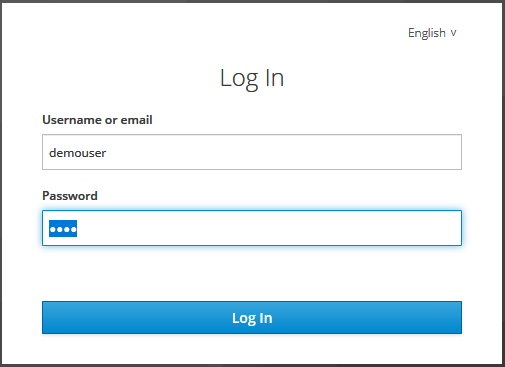 English v
Log In
Username or email
demouser
Password
••••
Log In